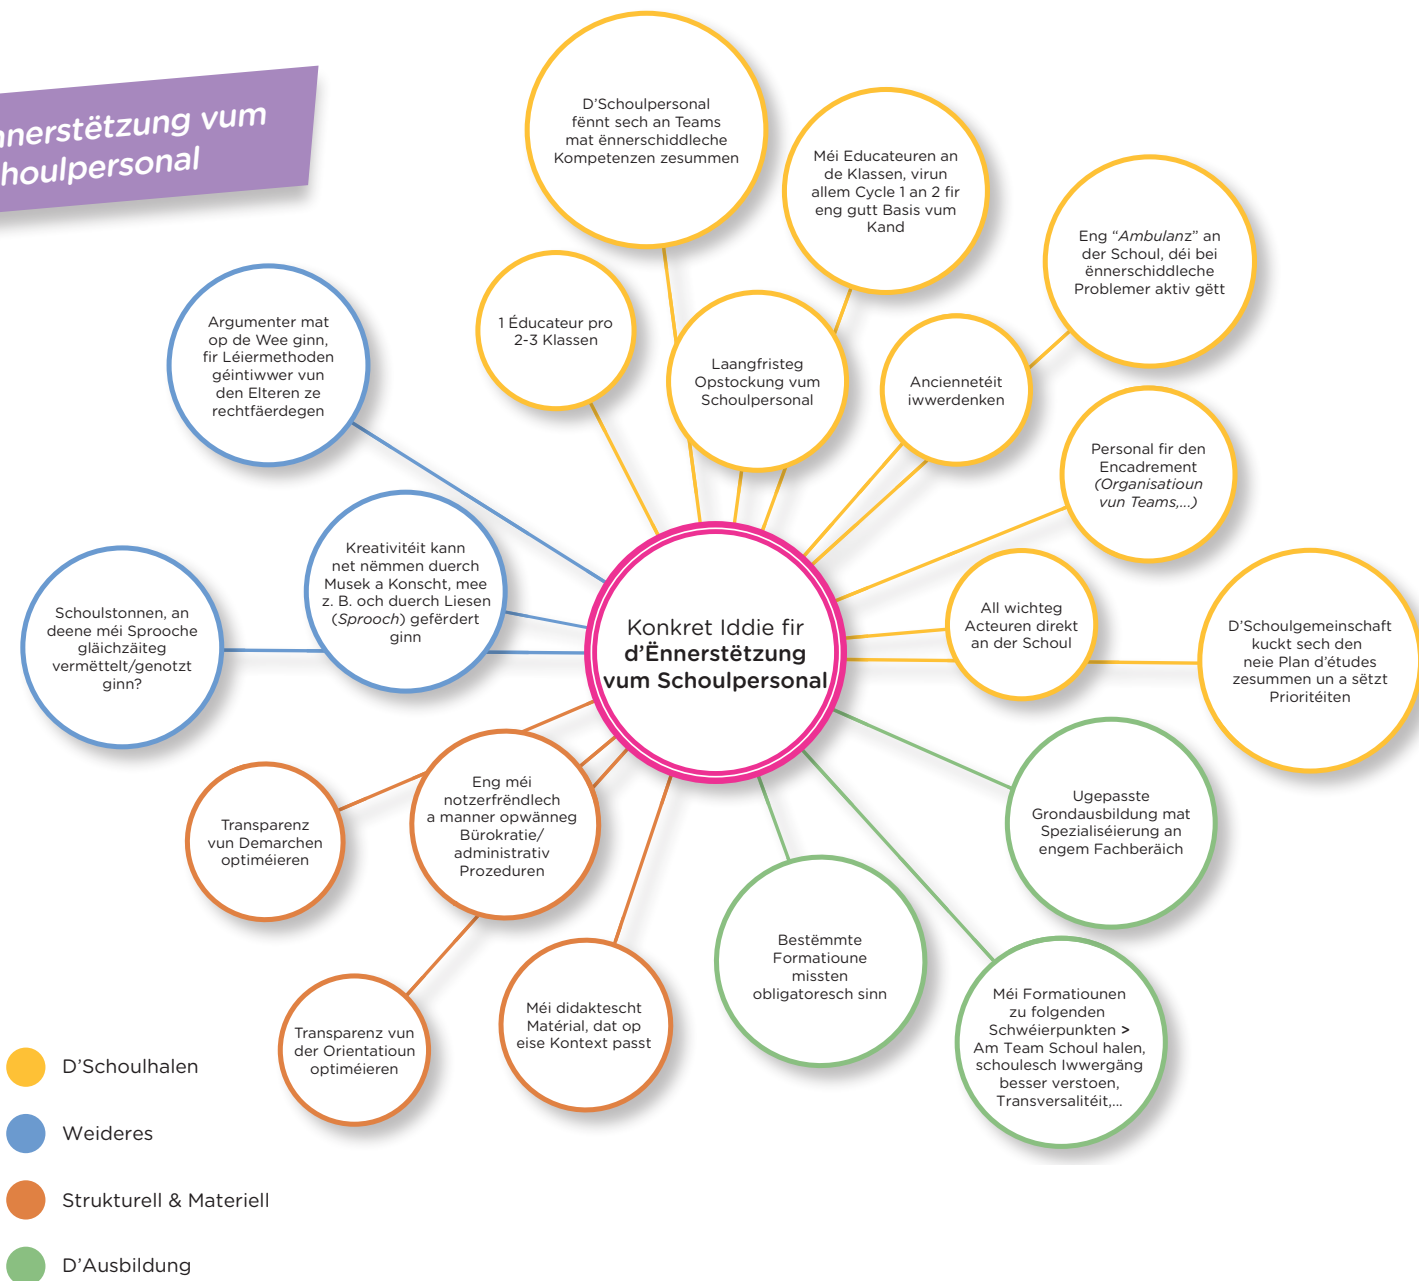 vum
houlpersonal
D'Schoulpersonal
fënnt sech an Teams
mat ënnerschiddleche
Kompetenzen zesummen
Méi Educateuren an
de Klassen, virun
allem Cycle 1 an 2 fir
eng gutt Basis vum
Kand
Eng “Ambulanz” an
der Schoul, déi bei
ënnerschiddleche
Problemer aktiv gëtt
1 Éducateur pro
2-3 Klassen
Laangfristeg
Opstockung vum
Schoulpersonal
Anciennetéit
iwwerdenken
Personal fir den
Encadrement
(Organisatioun
vun Teams,...)
Argumenter mat
op de Wee ginn,
fir Léiermethoden
géintiwwer vun
den Elteren ze
rechtfäerdegen
Kreativitéit kann
net nëmmen duerch
Musek a Konscht, mee
z. B. och duerch Liesen
(Sprooch) gefërdert
ginn
Schoulstonnen, an
deene méi Sprooche
gläichzäiteg
vermëttelt/genotzt
ginn?
Konkret Iddie fir
d'Ënnerstëtzung
vum Schoulpersonal
All wichteg
Acteuren direkt
an der Schoul
D'Schoulgemeinschaft
kuckt sech den
neie Plan d'études
zesummen un a sëtzt
Prioritéiten
Transparenz
vun Demarchen
optiméieren
Eng méi
notzerfrëndlech
a manner opwänneg
Bürokratie/
administrativ
Prozeduren
Transparenz vun
der Orientatioun
optiméieren
Méi didaktescht
Matérial, dat op
eise Kontext passt
Bestëmmte
Formatioune
missten
obligatoresch sinn
Ugepasste
Grondausbildung mat
Spezialiséierung an
engem Fachberäich
Méi Formatiounen
zu folgenden
Schwéierpunkten >
Am Team Schoul halen,
schoulesch Iwwergäng
besser verstoen,
Transversalitéit,...
D'Schoulhalen
Weideres
Strukturell & Materiell
D'Ausbildung